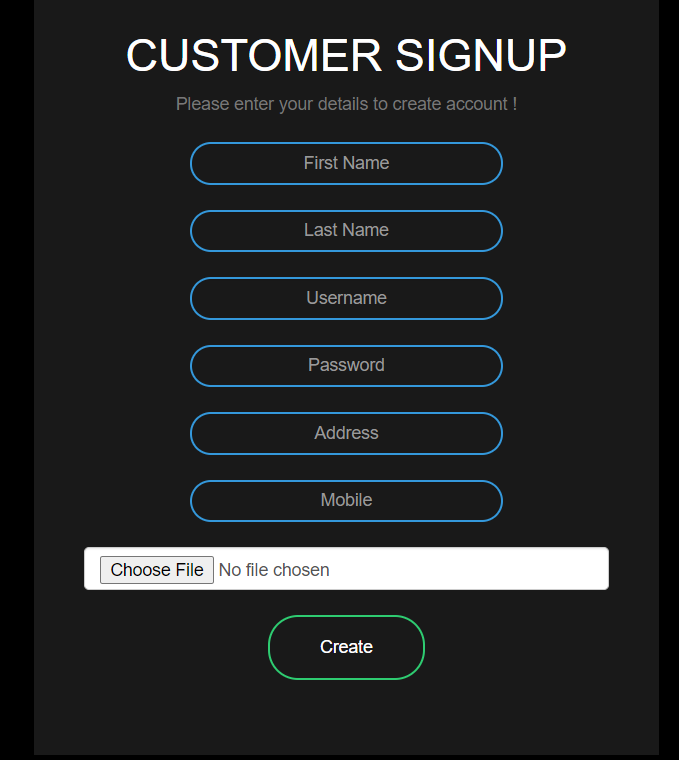 CUSTOMER SIGNUP
Please enter your details to create account !
First Name
Last Name
Username
Password
Address
Mobile
Choose File No file chosen
Create